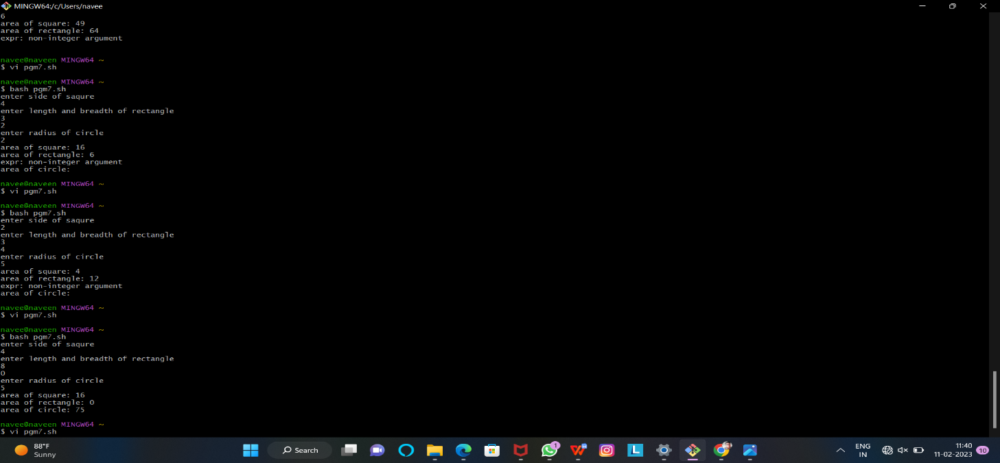 MINGW64:/c/Users/navee
6
area of square: 49
area of rectangle: 64
expr: non-integer argument
navee@naveen MINGW64 ~
$ vi pgm7.sh
navee@naveen MINGW64 ~
$ bash pgm7.sh
enter side of saqure
4
enter length and breadth of rectangle
3
2
enter radius of circle
2
area of square: 16
area of rectangle: 6
expr: non-integer argument
area of circle:
navee@naveen MINGW64 ~
$ vi pgm7.sh
navee@naveen MINGW64 ~
$ bash pgm7.sh
enter side of saqure
2
enter length and breadth of rectangle
3
4
enter radius of circle
5
area of square: 4
area of rectangle: 12
expr: non-integer argument
area of circle:
navee@naveen MINGW64 ~
$ vi pgm7.sh
navee@naveen MINGW64 ~
$ bash pgm7.sh
enter side of saqure
4
enter length and breadth of rectangle
8
0
enter radius of circle
5
area of square: 16
area of rectangle: 0
area of circle: 75
navee@naveen MINGW64 ~
$ vi pgm7.sh
88°F
Sunny
Search
1
W
L
ENG
IN
11:40
11-02-2023
10